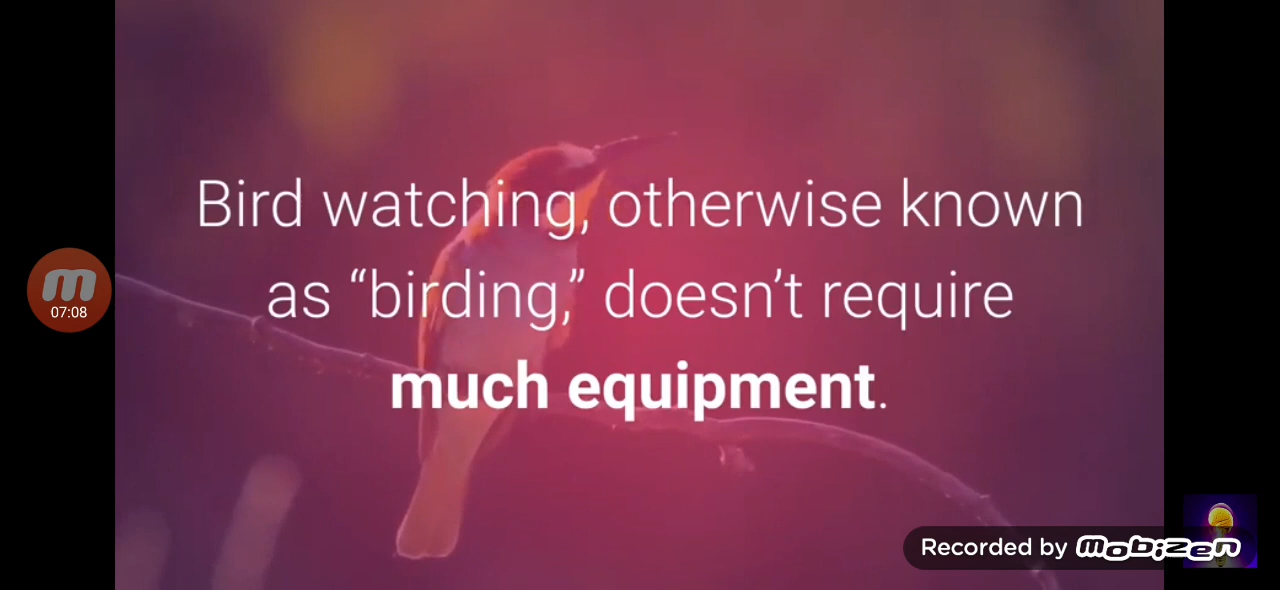 Bird watching, otherwise known
as “birding,” doesn’t require
much equipment.
m
07:08
Recorded by mobizen